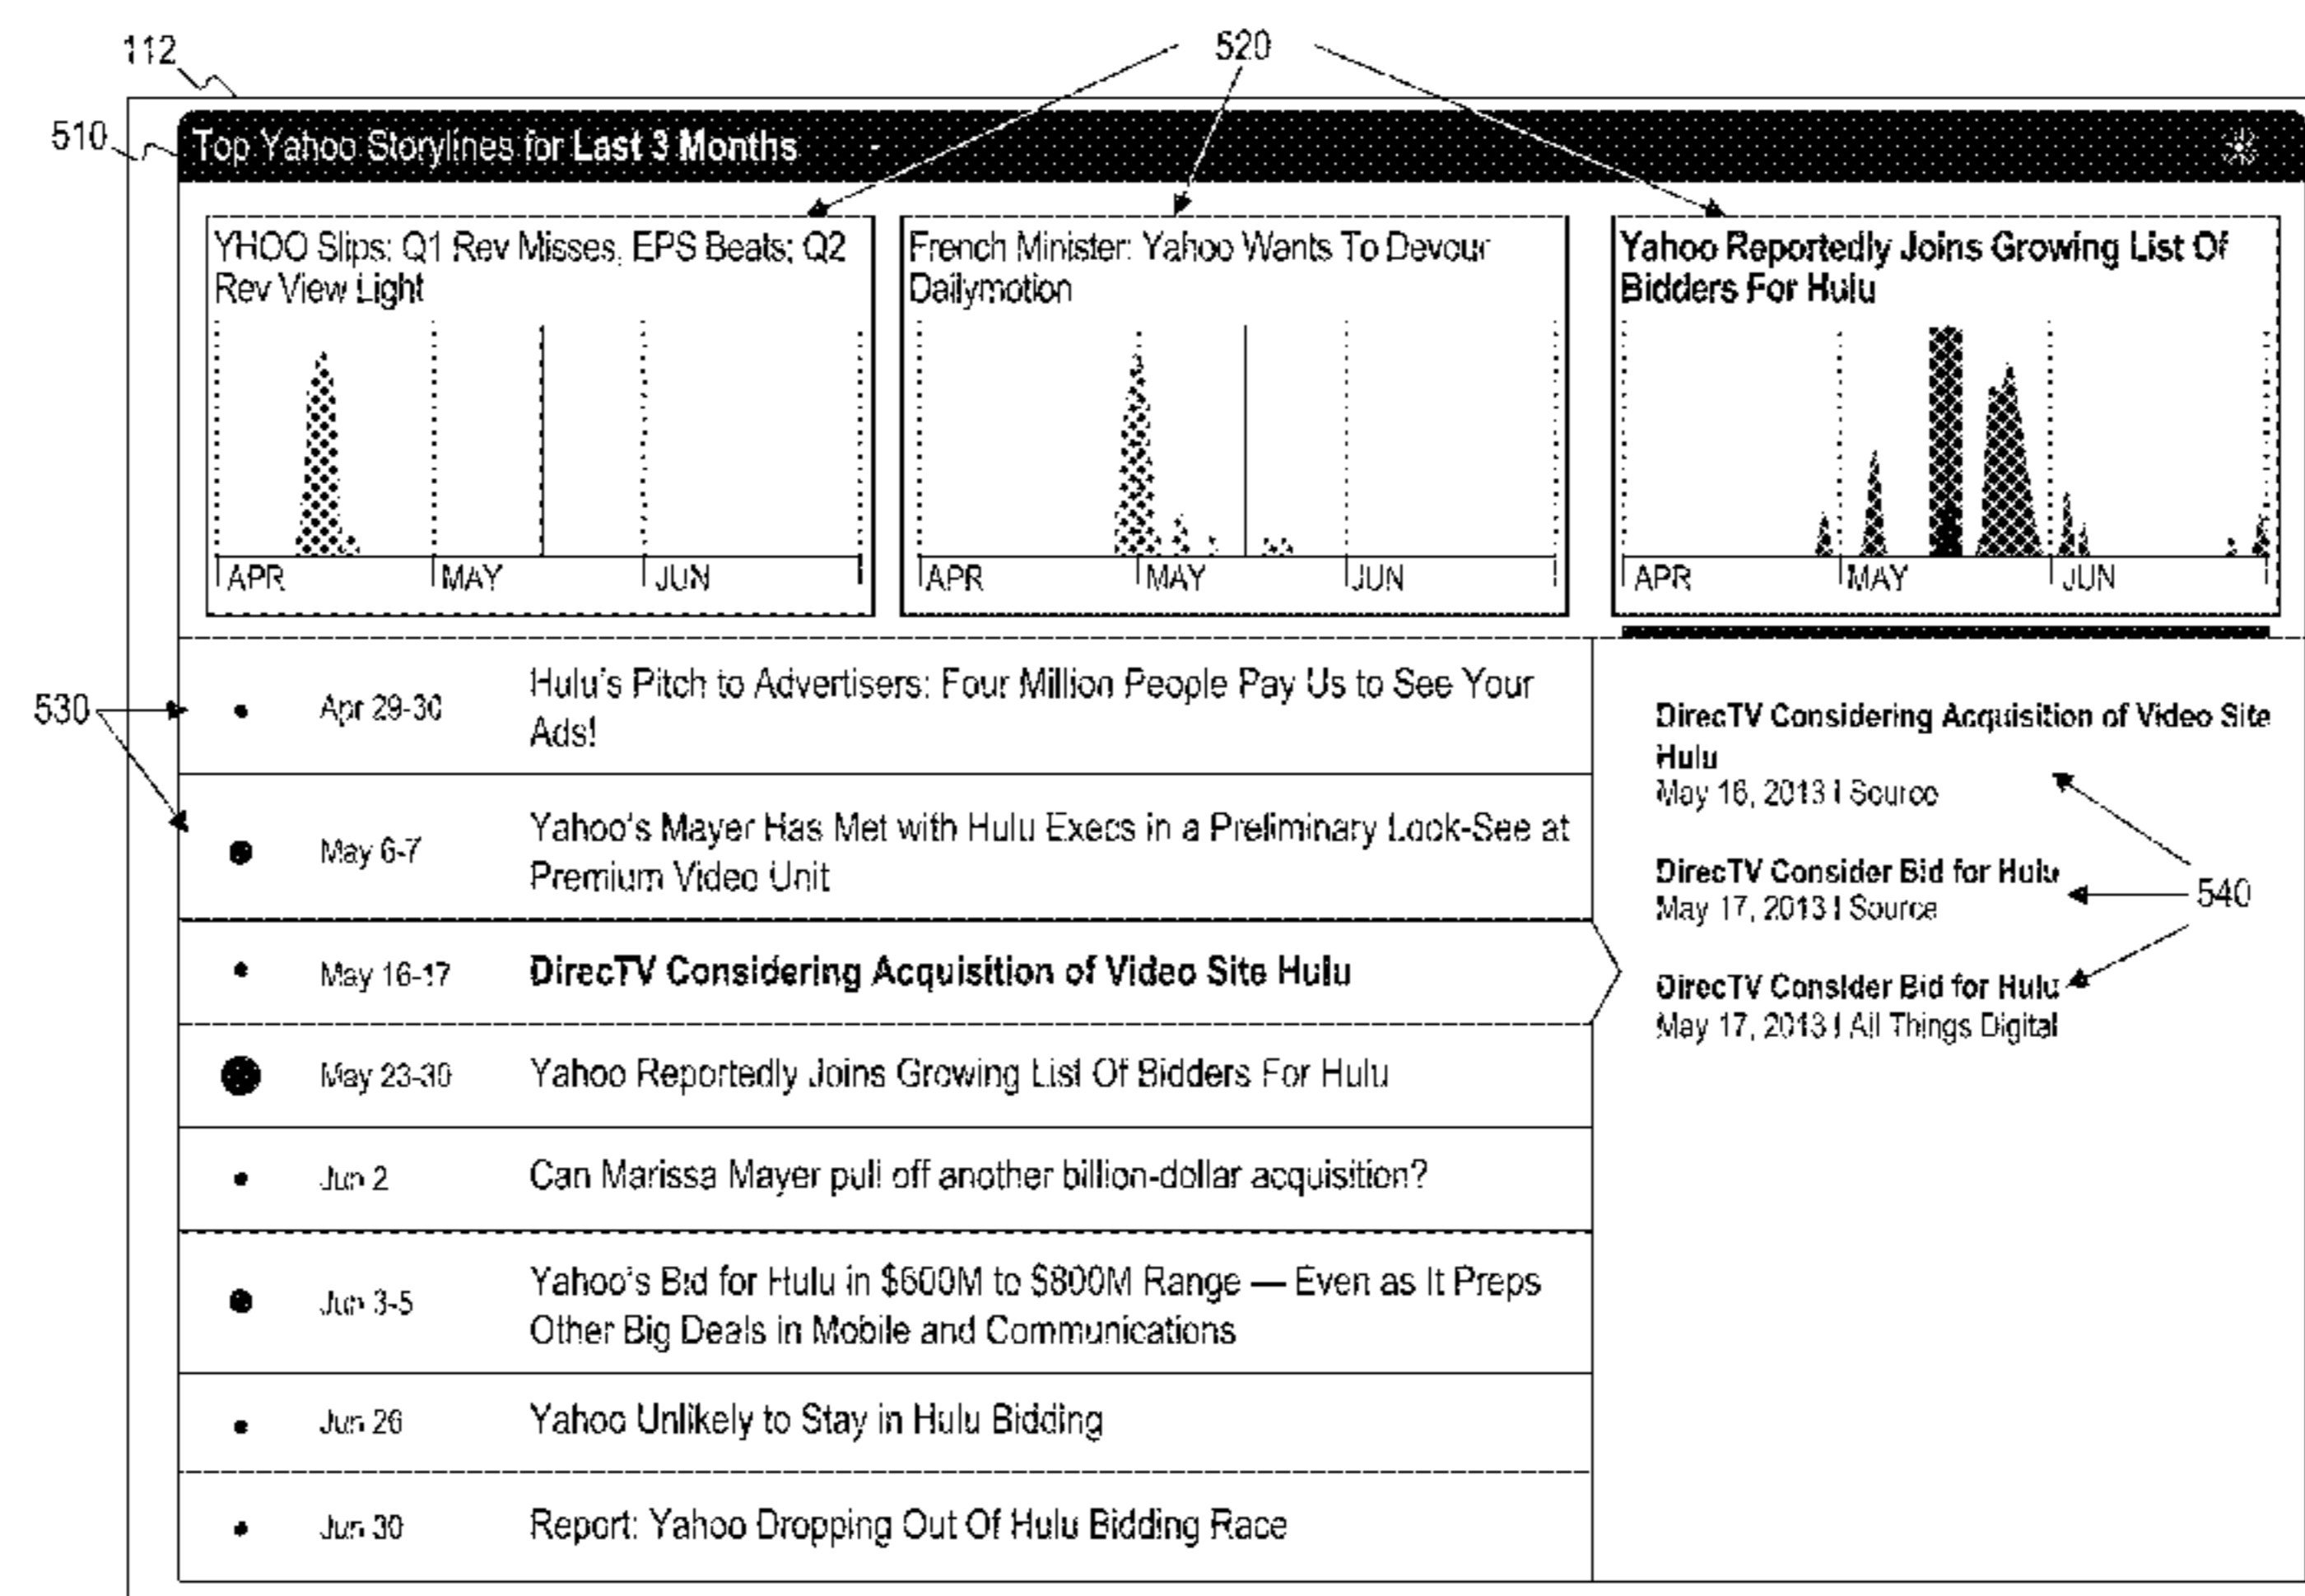 112
520
510
Top Yahoo Storylines for Last 3 Months
YHOO Slips: Q1 Rev Misses, EPS Beats; Q2
Rev View Light
APR MAY JUN
French Minister: Yahoo Wants To Devour
Dailymotion
APR MAY JUN
Yahoo Reportedly Joins Growing List Of
Bidders For Hulu
APR MAY JUN
530
Apr 29-30
Hulu's Pitch to Advertisers: Four Million People Pay Us to See Your
Ads!
May 6-7
Yahoo's Mayer Has Met with Hulu Execs in a Preliminary Look-See at
Premium Video Unit
May 16-17 DirecTV Considering Acquisition of Video Site Hulu
May 23-30 Yahoo Reportedly Joins Growing List Of Bidders For Hulu
Jun 2 Can Marissa Mayer pull off another billion-dollar acquisition?
Jun 3-5
Yahoo's Bid for Hulu in $600M to $800M Range — Even as It Preps
Other Big Deals in Mobile and Communications
Jun 26 Yahoo Unlikely to Stay in Hulu Bidding
Jun 30 Report: Yahoo Dropping Out Of Hulu Bidding Race
DirecTV Considering Acquisition of Video Site
Hulu
May 16, 2013 | Source
DirecTV Consider Bid for Hulu
May 17, 2013 | Source
540
DirecTV Consider Bid for Hulu
May 17, 2013 | All Things Digital